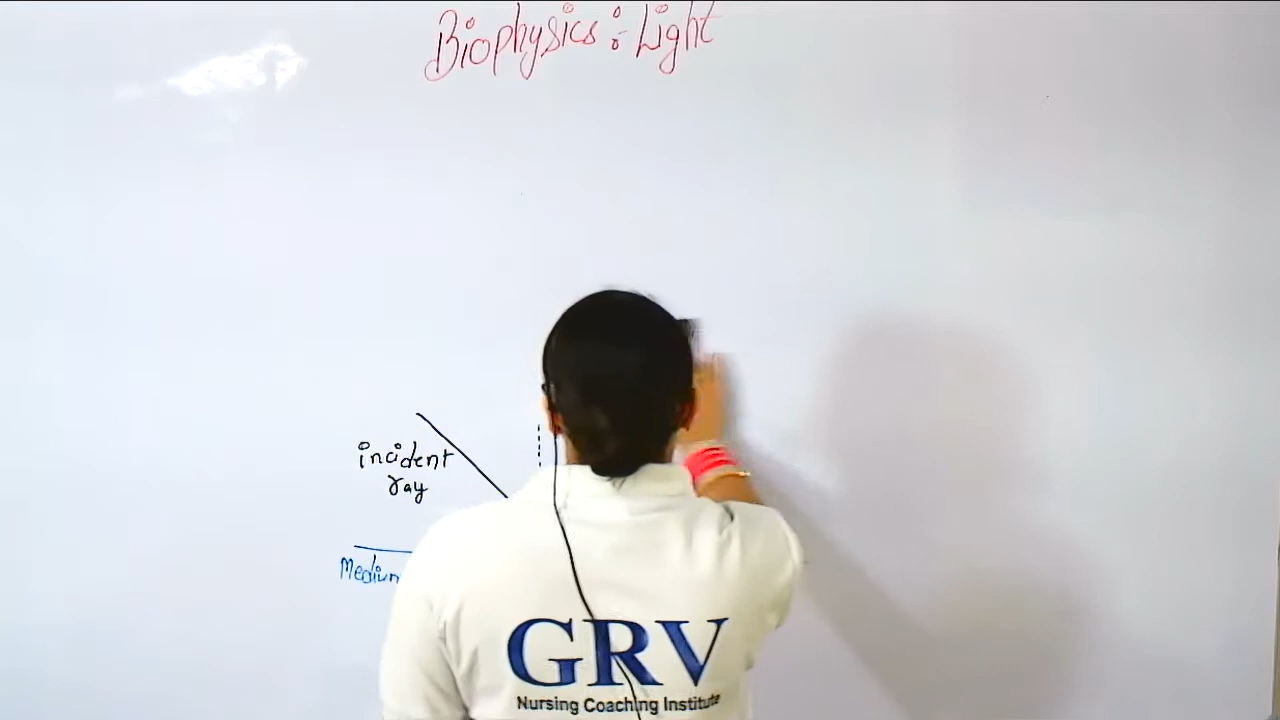 Biophysics : Light
incident
ray
Medium
GRV
Nursing Coaching Institute